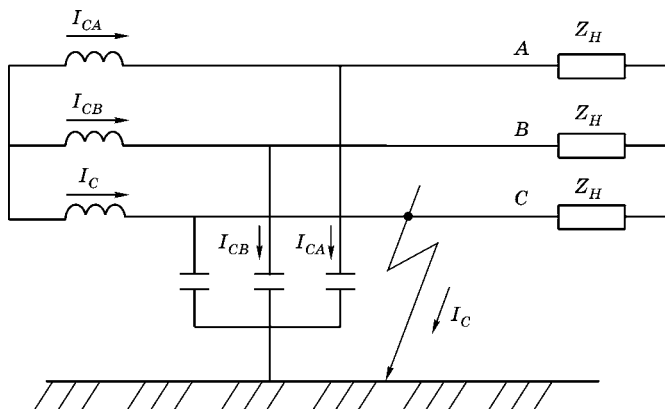 I_CA
A Z_H
I_CB
B Z_H
I_C
C Z_H
I_CB I_CA
I_C